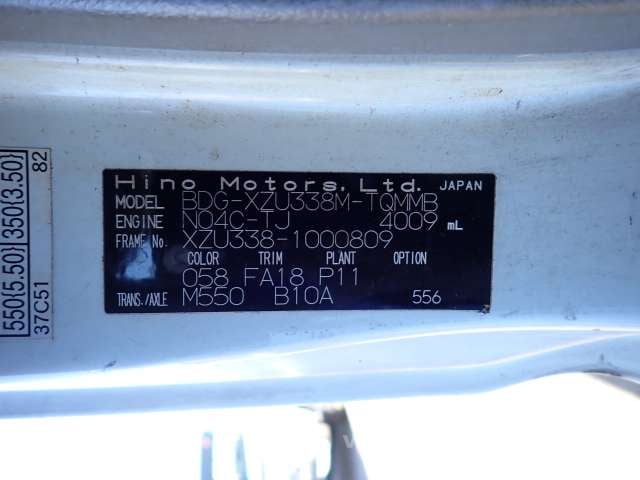 Hino Motors, Ltd. JAPAN
MODEL BDG-XZU338M-TQMMB
ENGINE N04C-TJ 4009 mL
FRAME No. XZU338-1000809
COLOR TRIM PLANT OPTION
058 FA18 P11
TRANS./AXLE M550 B10A 556
550(5.50) 350(3.50)
37C51 82